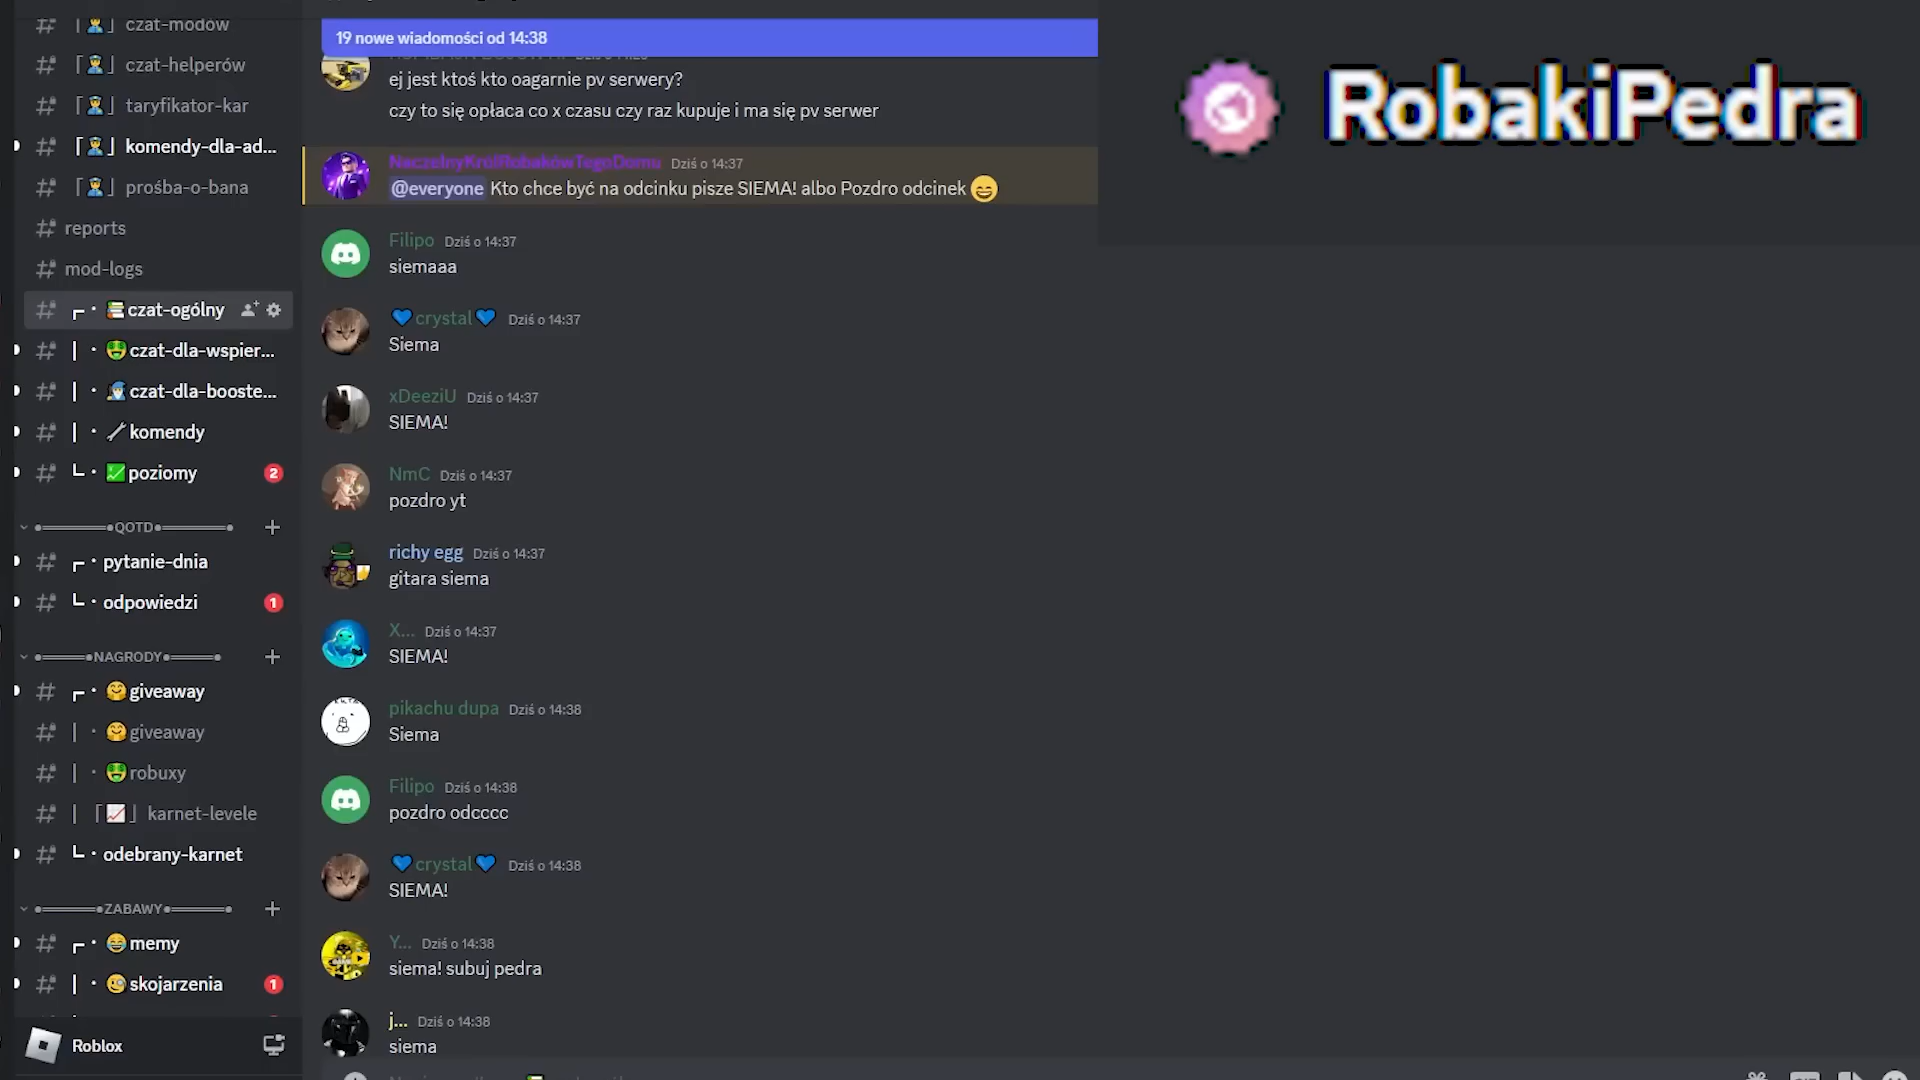 czat-modów
czat-helperów
taryfikator-kar
komendy-dla-ad...
prośba-o-bana
reports
mod-logs
czat-ogólny
czat-dla-wspier...
czat-dla-booste...
komendy
poziomy 2
QOTD
pytanie-dnia
odpowiedzi 1
NAGRODY
giveaway
giveaway
robuxy
karnet-levele
odebrany-karnet
ZABAWY
memy
skojarzenia 1
Roblox
19 nowe wiadomości od 14:38
ej jest ktoś kto oagarnie pv serwery?
czy to się opłaca co x czasu czy raz kupuje i ma się pv serwer
NaczelnyKrólRobakówTegoDomu Dziś o 14:37
@everyone Kto chce być na odcinku pisze SIEMA! albo Pozdro odcinek
Filipo Dziś o 14:37
siemaaa
crystal Dziś o 14:37
Siema
xDeeziU Dziś o 14:37
SIEMA!
NmC Dziś o 14:37
pozdro yt
richy egg Dziś o 14:37
gitara siema
X... Dziś o 14:37
SIEMA!
pikachu dupa Dziś o 14:38
Siema
Filipo Dziś o 14:38
pozdro odcccc
crystal Dziś o 14:38
SIEMA!
Y... Dziś o 14:38
siema! subuj pedra
j... Dziś o 14:38
siema
RobakiPedra